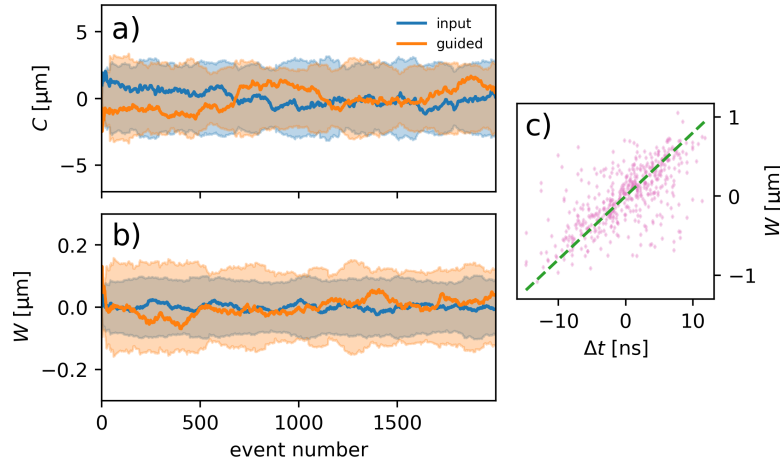 a)
input
guided
C [μm]
5
0
−5
b)
W [μm]
0.2
0.0
−0.2
0
500
1000
1500
event number
c)
W [μm]
1
0
−1
−10
0
10
Δt [ns]